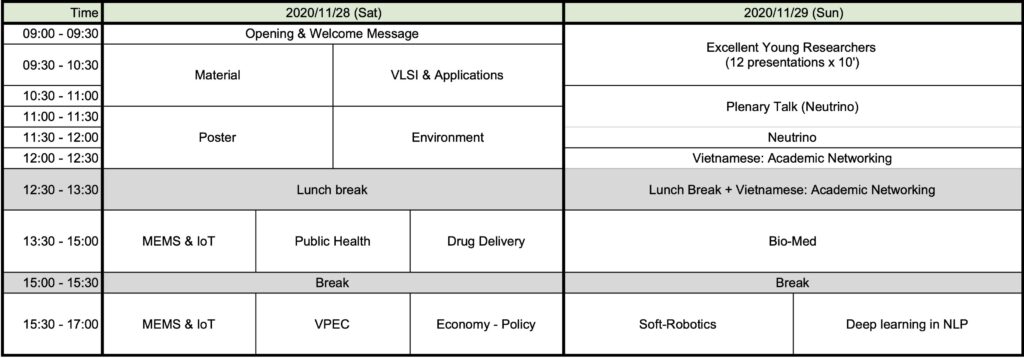 Time 2020/11/28 (Sat) 2020/11/29 (Sun)
09:00 - 09:30 Opening & Welcome Message
Excellent Young Researchers
(12 presentations x 10')
09:30 - 10:30 Material VLSI & Applications
10:30 - 11:00
Plenary Talk (Neutrino)
11:00 - 11:30
11:30 - 12:00 Poster Environment Neutrino
12:00 - 12:30 Vietnamese: Academic Networking
12:30 - 13:30 Lunch break Lunch Break + Vietnamese: Academic Networking
13:30 - 15:00 MEMS & IoT Public Health Drug Delivery Bio-Med
15:00 - 15:30 Break Break
15:30 - 17:00 MEMS & IoT VPEC Economy - Policy Soft-Robotics Deep learning in NLP